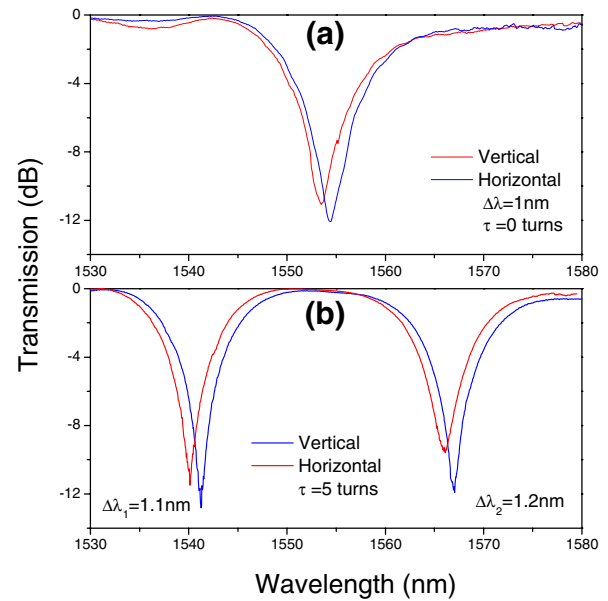 0
-4
-8
-12
(a)
Vertical
Horizontal
Δλ=1nm
τ =0 turns
1530
1540
1550
1560
1570
1580
Transmission (dB)
0
-4
-8
-12
(b)
Vertical
Horizontal
τ =5 turns
Δλ₁=1.1nm
Δλ₂=1.2nm
1530
1540
1550
1560
1570
1580
Wavelength (nm)